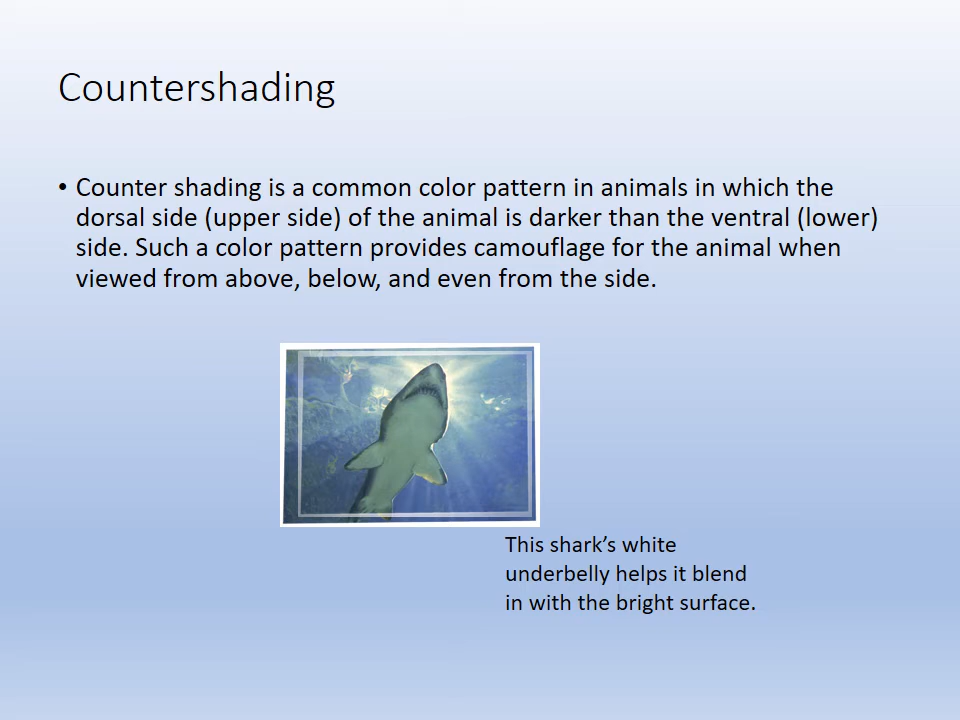 Countershading
• Counter shading is a common color pattern in animals in which the
dorsal side (upper side) of the animal is darker than the ventral (lower)
side. Such a color pattern provides camouflage for the animal when
viewed from above, below, and even from the side.
This shark’s white
underbelly helps it blend
in with the bright surface.